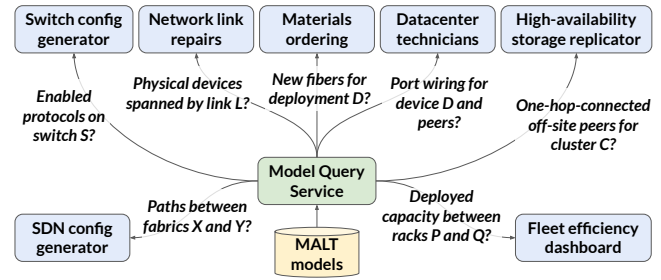 Switch config
generator
Network link
repairs
Materials
ordering
Datacenter
technicians
High-availability
storage replicator
Enabled
protocols on
switch S?
Physical devices
spanned by link L?
New fibers for
deployment D?
Port wiring for
device D and
peers?
One-hop-connected
off-site peers for
cluster C?
Model Query
Service
Paths between
fabrics X and Y?
Deployed
capacity between
racks P and Q?
SDN config
generator
MALT
models
Fleet efficiency
dashboard